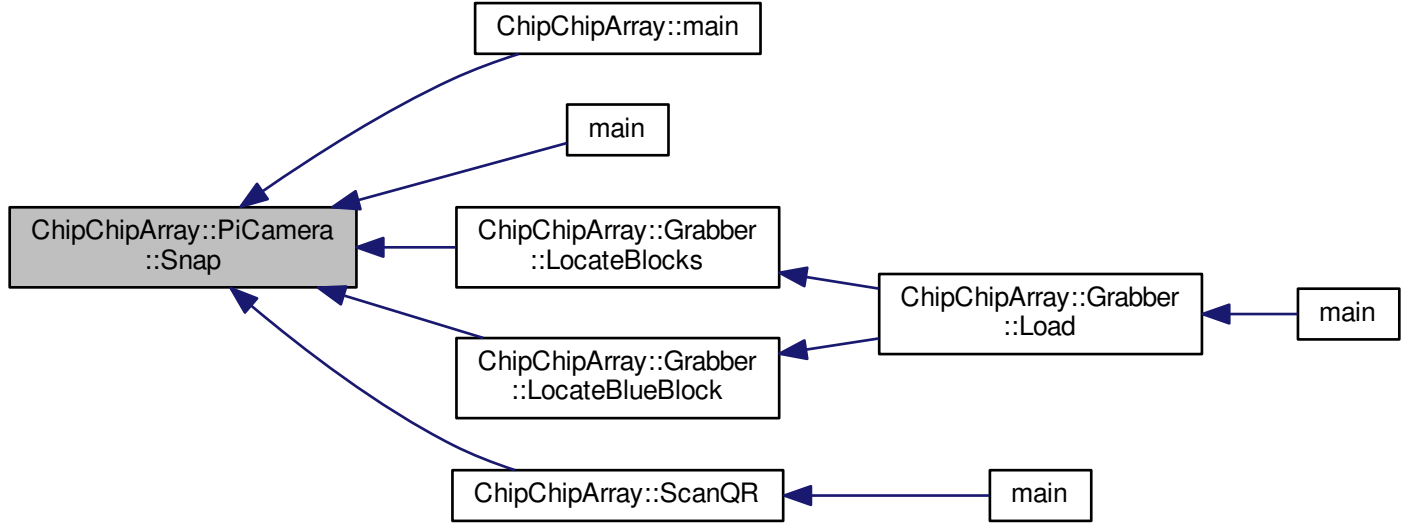 ChipChipArray::main
main
ChipChipArray::PiCamera
::Snap
ChipChipArray::Grabber
::LocateBlocks
ChipChipArray::Grabber
::Load
main
ChipChipArray::Grabber
::LocateBlueBlock
ChipChipArray::ScanQR
main